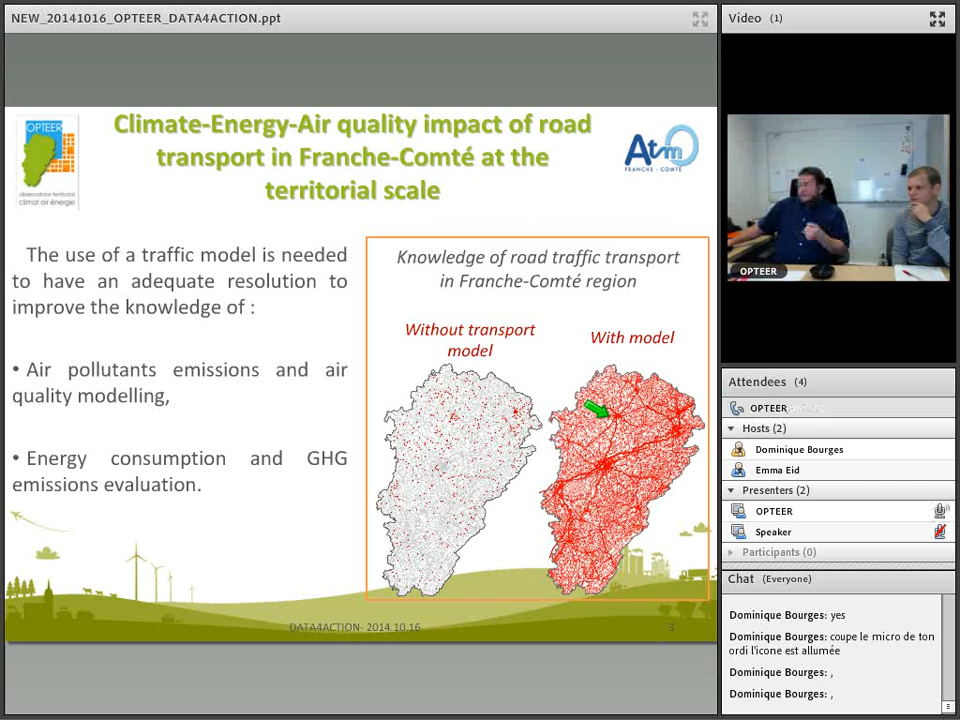 NEW_20141016_OPTEER_DATA4ACTION.ppt
Climate-Energy-Air quality impact of road
transport in Franche-Comté at the
territorial scale
OPTEER
observatoire territorial
climat air énergie
Atmo
FRANCHE - COMTÉ
The use of a traffic model is needed
to have an adequate resolution to
improve the knowledge of :
• Air pollutants emissions and air
quality modelling,
• Energy consumption and GHG
emissions evaluation.
Knowledge of road traffic transport
in Franche-Comté region
Without transport
model
With model
DATA4ACTION- 2014.10.16
3
Video (1)
OPTEER
Attendees (4)
OPTEER
Hosts (2)
Dominique Bourges
Emma Eid
Presenters (2)
OPTEER
Speaker
Participants (0)
Chat (Everyone)
Dominique Bourges: yes
Dominique Bourges: coupe le micro de ton
ordi l'icone est allumée
Dominique Bourges: ,
Dominique Bourges: ,